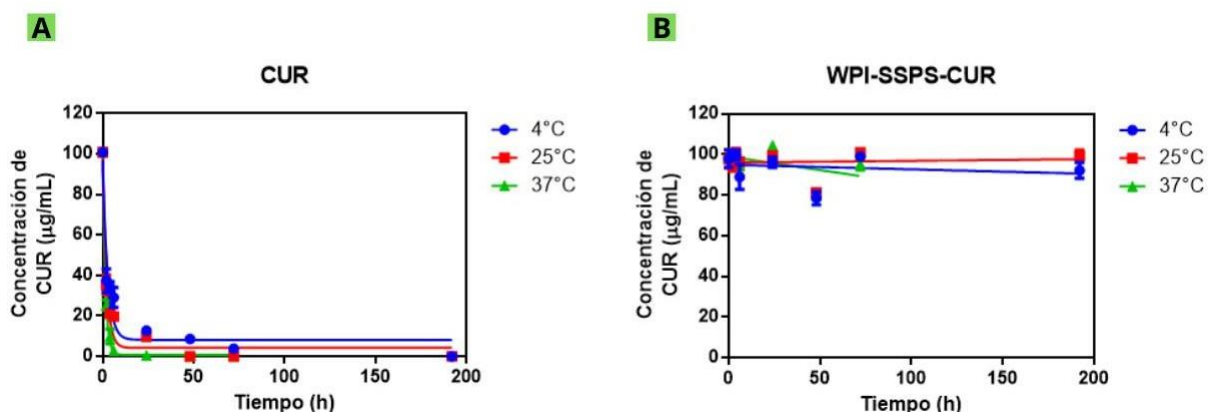 A
CUR
Concentración de
CUR (µg/mL)
120
100
80
60
40
20
0
0 50 100 150 200
Tiempo (h)
4°C
25°C
37°C
B
WPI-SSPS-CUR
Concentración de
CUR (µg/mL)
120
100
80
60
40
20
0
0 50 100 150 200
Tiempo (h)
4°C
25°C
37°C